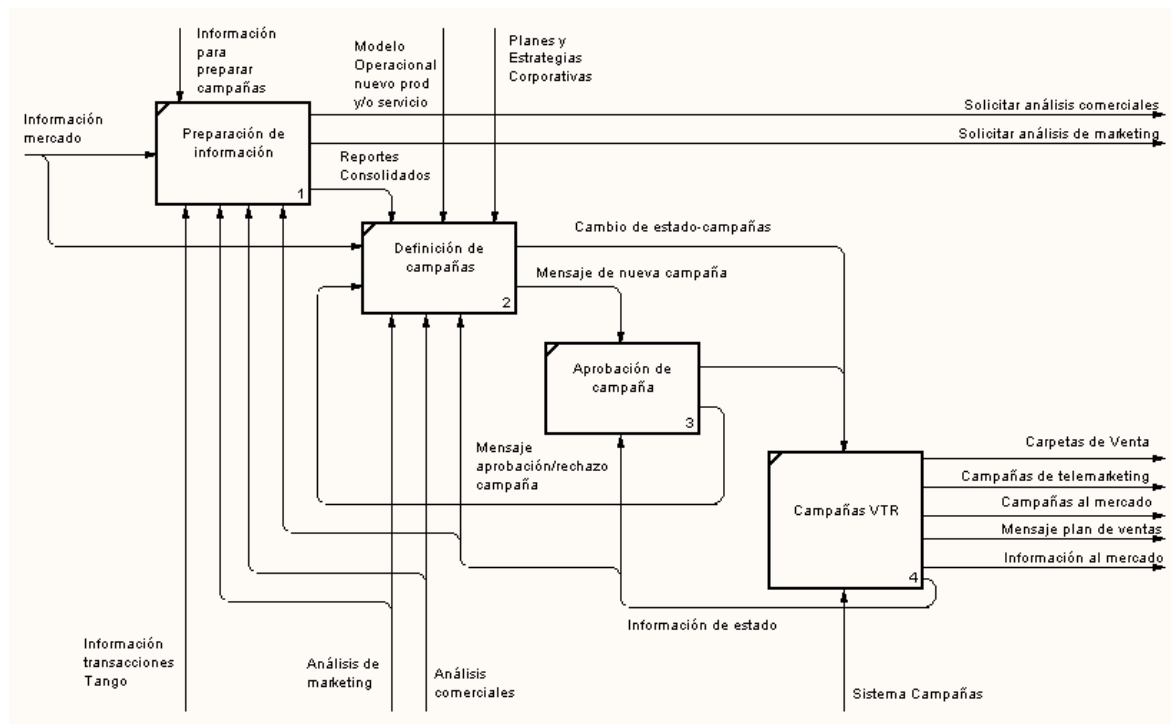 Información
para
preparar
campañas
Modelo
Operacional
nuevo prod
y/o servicio
Planes y
Estrategias
Corporativas
Información
mercado
Preparación de
información
1
Solicitar análisis comerciales
Solicitar análisis de marketing
Reportes
Consolidados
Definición de
campañas
2
Cambio de estado-campañas
Mensaje de nueva campaña
Aprobación de
campaña
3
Mensaje
aprobación/rechazo
campaña
Campañas VTR
4
Carpetas de Venta
Campañas de telemarketing
Campañas al mercado
Mensaje plan de ventas
Información al mercado
Información de estado
Información
transacciones
Tango
Análisis de
marketing
Análisis
comerciales
Sistema Campañas